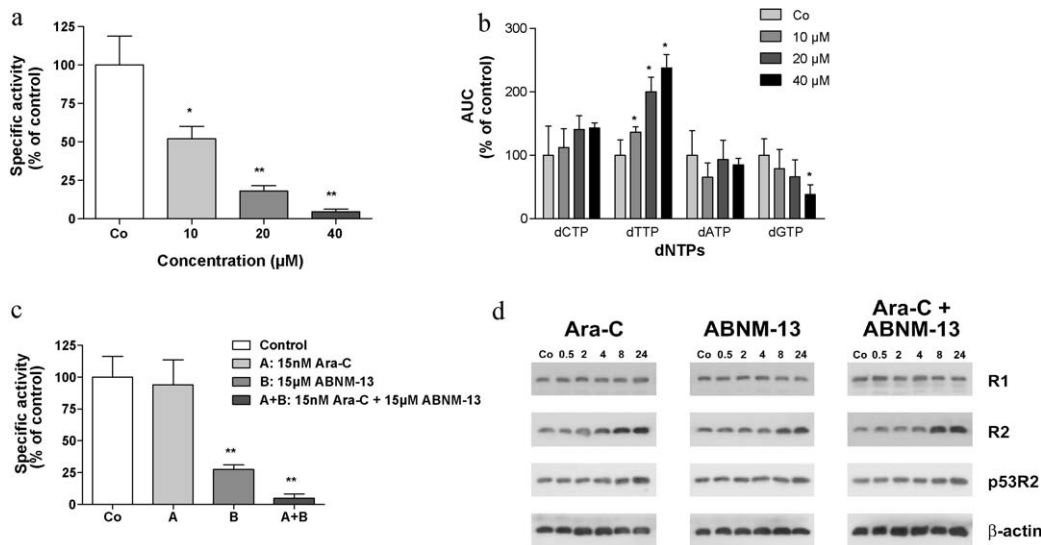 a
Specific activity
(% of control)
125
100
75
50
25
0
*
**
**
Co
10
20
40
Concentration (µM)
b
AUC
(% of control)
300
200
100
0
*
*
*
*
Co
10 µM
20 µM
40 µM
dCTP
dTTP
dATP
dGTP
dNTPs
c
Specific activity
(% of control)
125
100
75
50
25
0
Control
A: 15nM Ara-C
B: 15µM ABNM-13
A+B: 15nM Ara-C + 15µM ABNM-13
**
**
Co
A
B
A+B
d
Ara-C
ABNM-13
Ara-C +
ABNM-13
Co 0.5 2 4 8 24
Co 0.5 2 4 8 24
Co 0.5 2 4 8 24
R1
R2
p53R2
β-actin